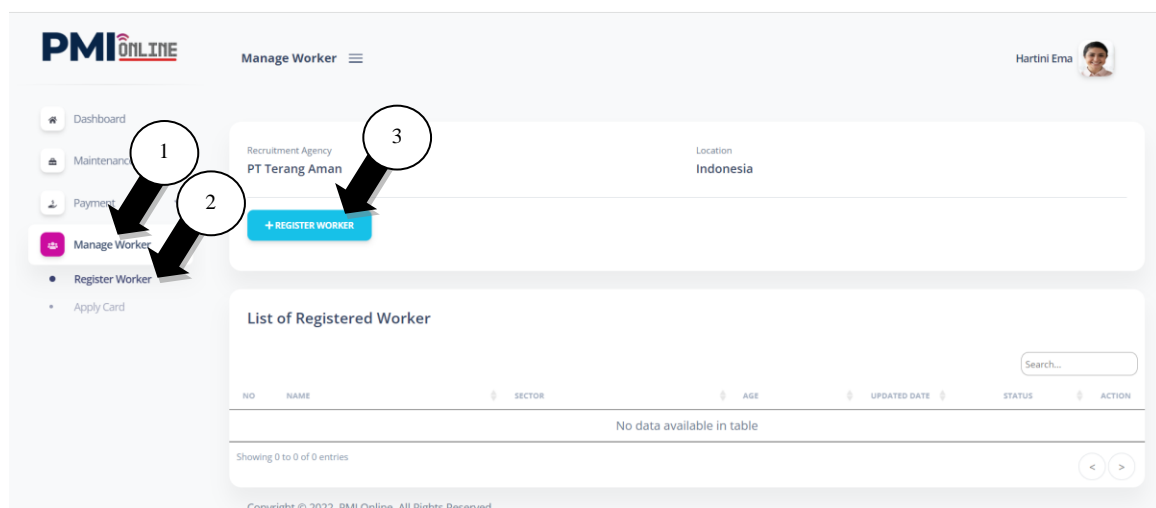 PMI ONLINE
Manage Worker
Hartini Ema
Dashboard
Maintenanc
Payment
Manage Worker
Register Worker
Apply Card
1
2
3
Recruitment Agency
PT Terang Aman
Location
Indonesia
+ REGISTER WORKER
List of Registered Worker
Search...
NO NAME SECTOR AGE UPDATED DATE STATUS ACTION
No data available in table
Showing 0 to 0 of 0 entries
< >
Copyright © 2022, PMI Online. All Rights Reserved